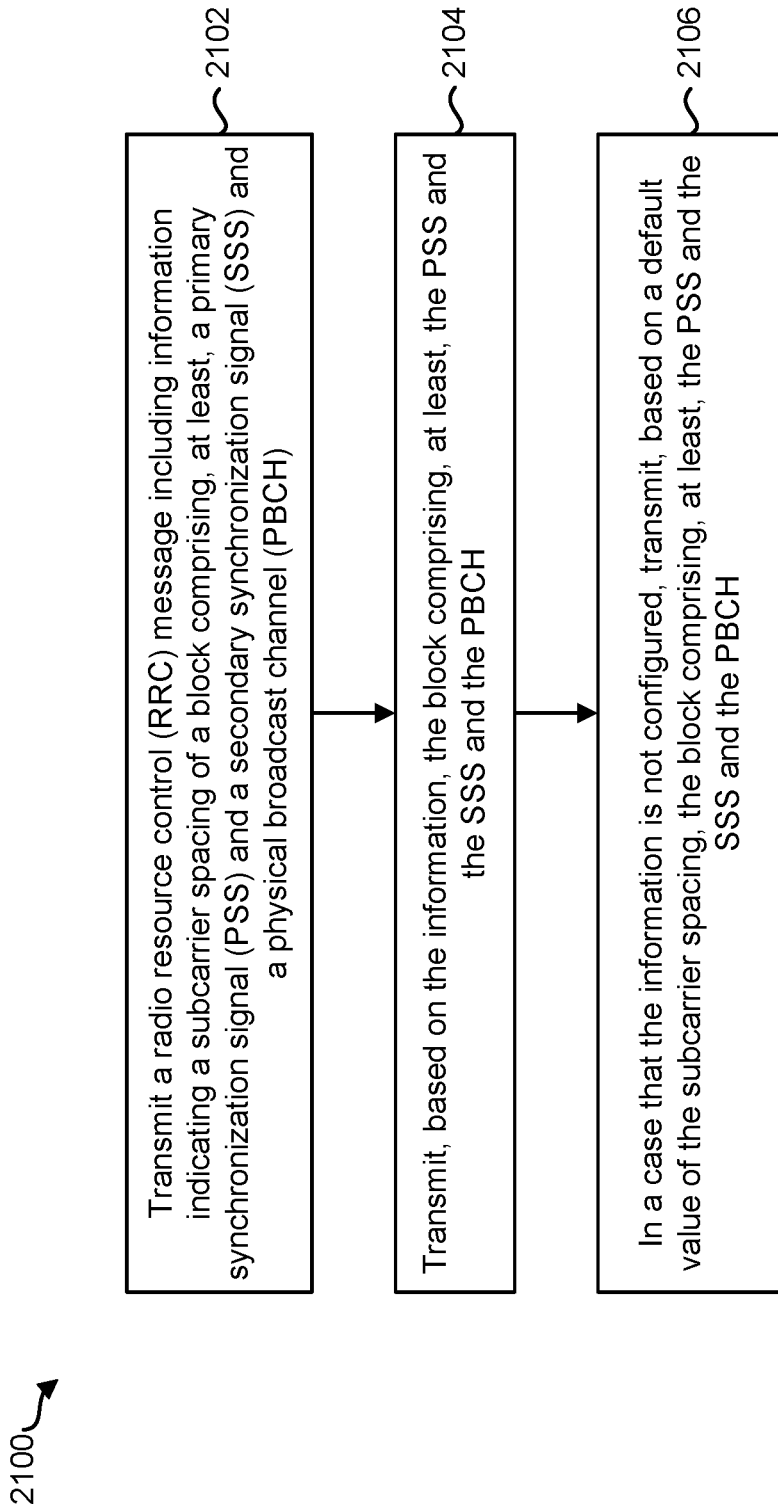 2100
Transmit a radio resource control (RRC) message including information
indicating a subcarrier spacing of a block comprising, at least, a primary
synchronization signal (PSS) and a secondary synchronization signal (SSS) and
a physical broadcast channel (PBCH)
2102
Transmit, based on the information, the block comprising, at least, the PSS and
the SSS and the PBCH
2104
In a case that the information is not configured, transmit, based on a default
value of the subcarrier spacing, the block comprising, at least, the PSS and the
SSS and the PBCH
2106